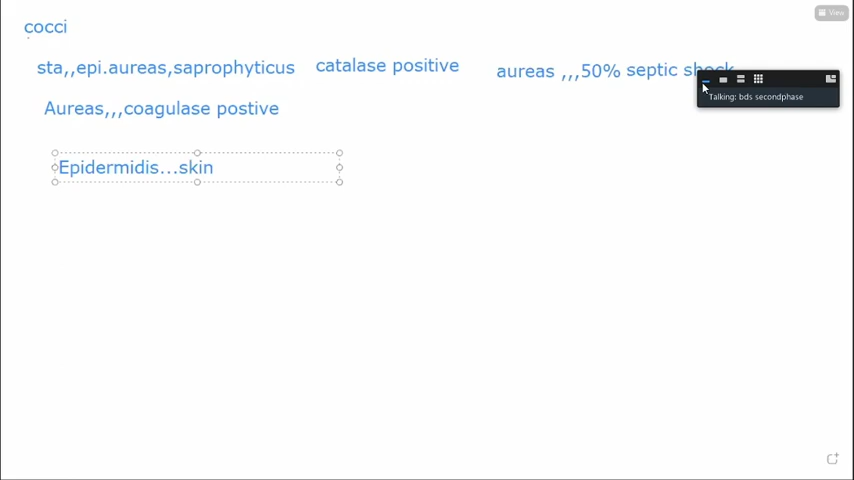 View
cocci
sta,,epi.aureas,saprophyticus catalase positive aureas ,,,50% septic shock
Talking: bds secondphase
Aureas,,,coagulase postive
Epidermidis...skin